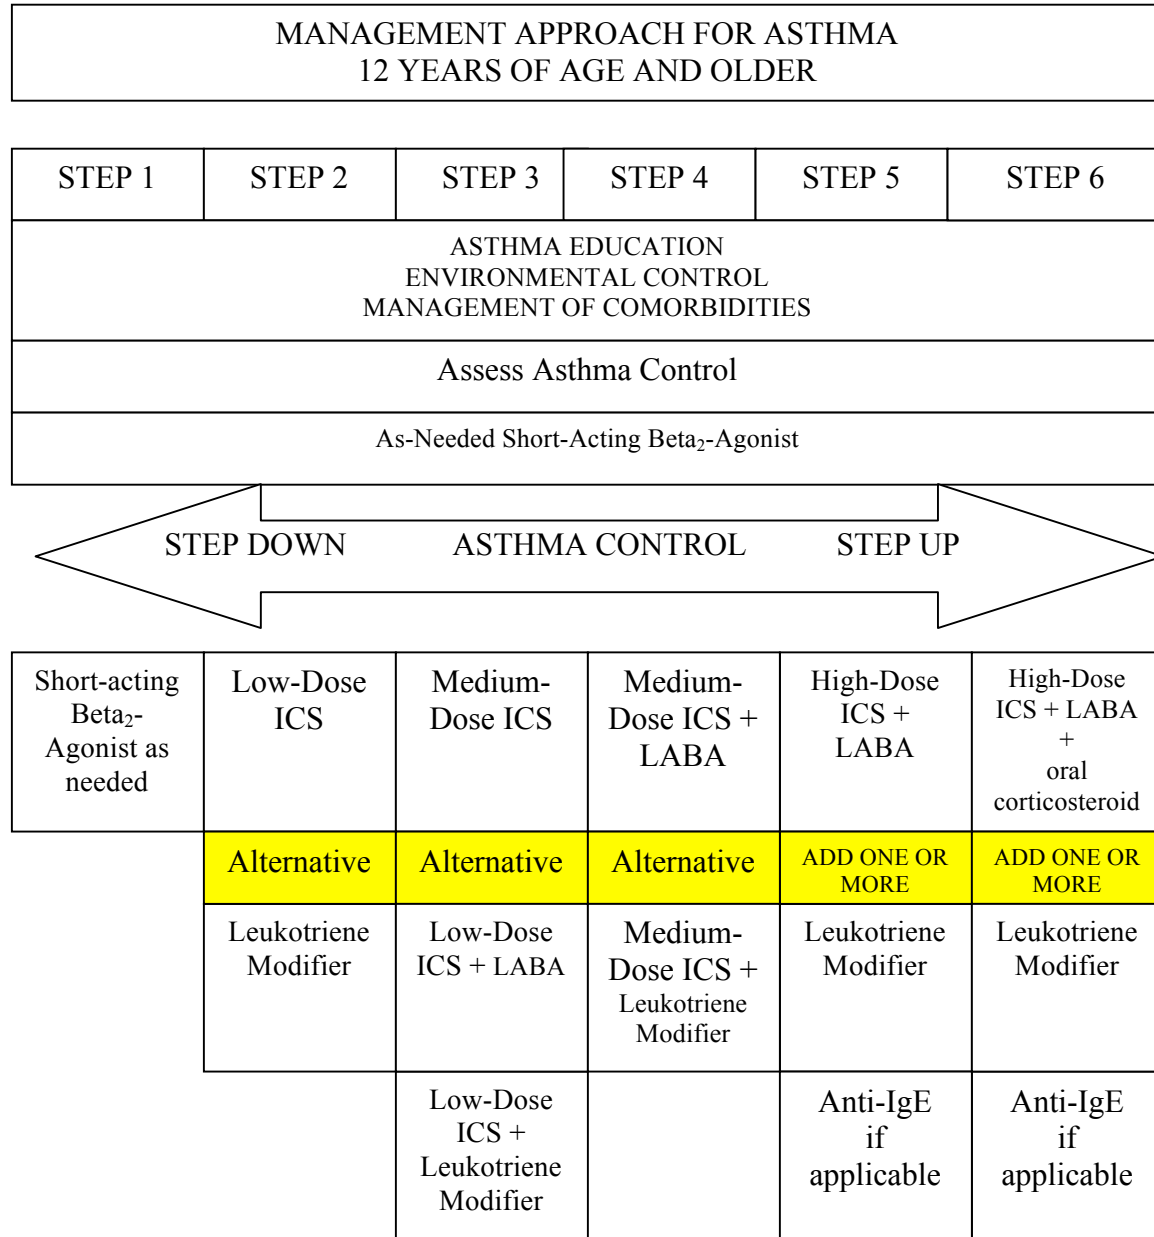 MANAGEMENT APPROACH FOR ASTHMA
12 YEARS OF AGE AND OLDER
STEP 1
STEP 2
STEP 3
STEP 4
STEP 5
STEP 6
ASTHMA EDUCATION
ENVIRONMENTAL CONTROL
MANAGEMENT OF COMORBIDITIES
Assess Asthma Control
As-Needed Short-Acting Beta₂-Agonist
STEP DOWN
ASTHMA CONTROL
STEP UP
Short-acting
Beta₂-
Agonist as
needed
Low-Dose
ICS
Medium-
Dose ICS
Medium-
Dose ICS +
LABA
High-Dose
ICS +
LABA
High-Dose
ICS + LABA
+
oral
corticosteroid
Alternative
Alternative
Alternative
ADD ONE OR
MORE
ADD ONE OR
MORE
Leukotriene
Modifier
Low-Dose
ICS + LABA
Medium-
Dose ICS +
Leukotriene
Modifier
Leukotriene
Modifier
Leukotriene
Modifier
Low-Dose
ICS +
Leukotriene
Modifier
Anti-IgE
if
applicable
Anti-IgE
if
applicable